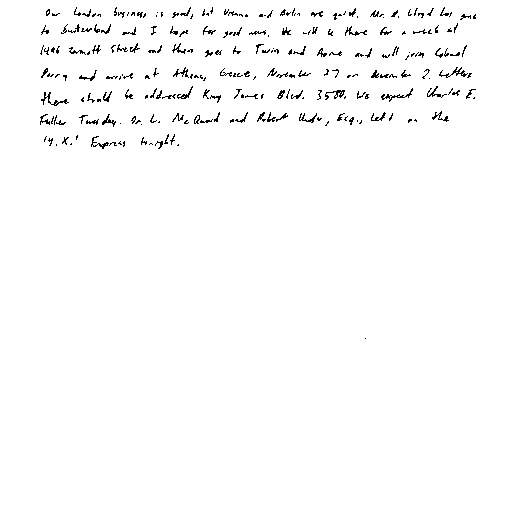 Our London business is good, but Vienna and Berlin are quiet. Mr. D. Lloyd has gone
to Switzerland and I hope for good news. He will be there for a week at
1496 Zermott Street and then goes to Turin and Rome and will join Colonel
Parry and arrive at Athens, Greece, November 27 or December 2. Letters
there should be addressed King James Blvd. 3580. We expect Charles E.
Fuller Tuesday. Dr. L. McQuaid and Robert Unger, Esq., left on the
'Y.X.' Express tonight.